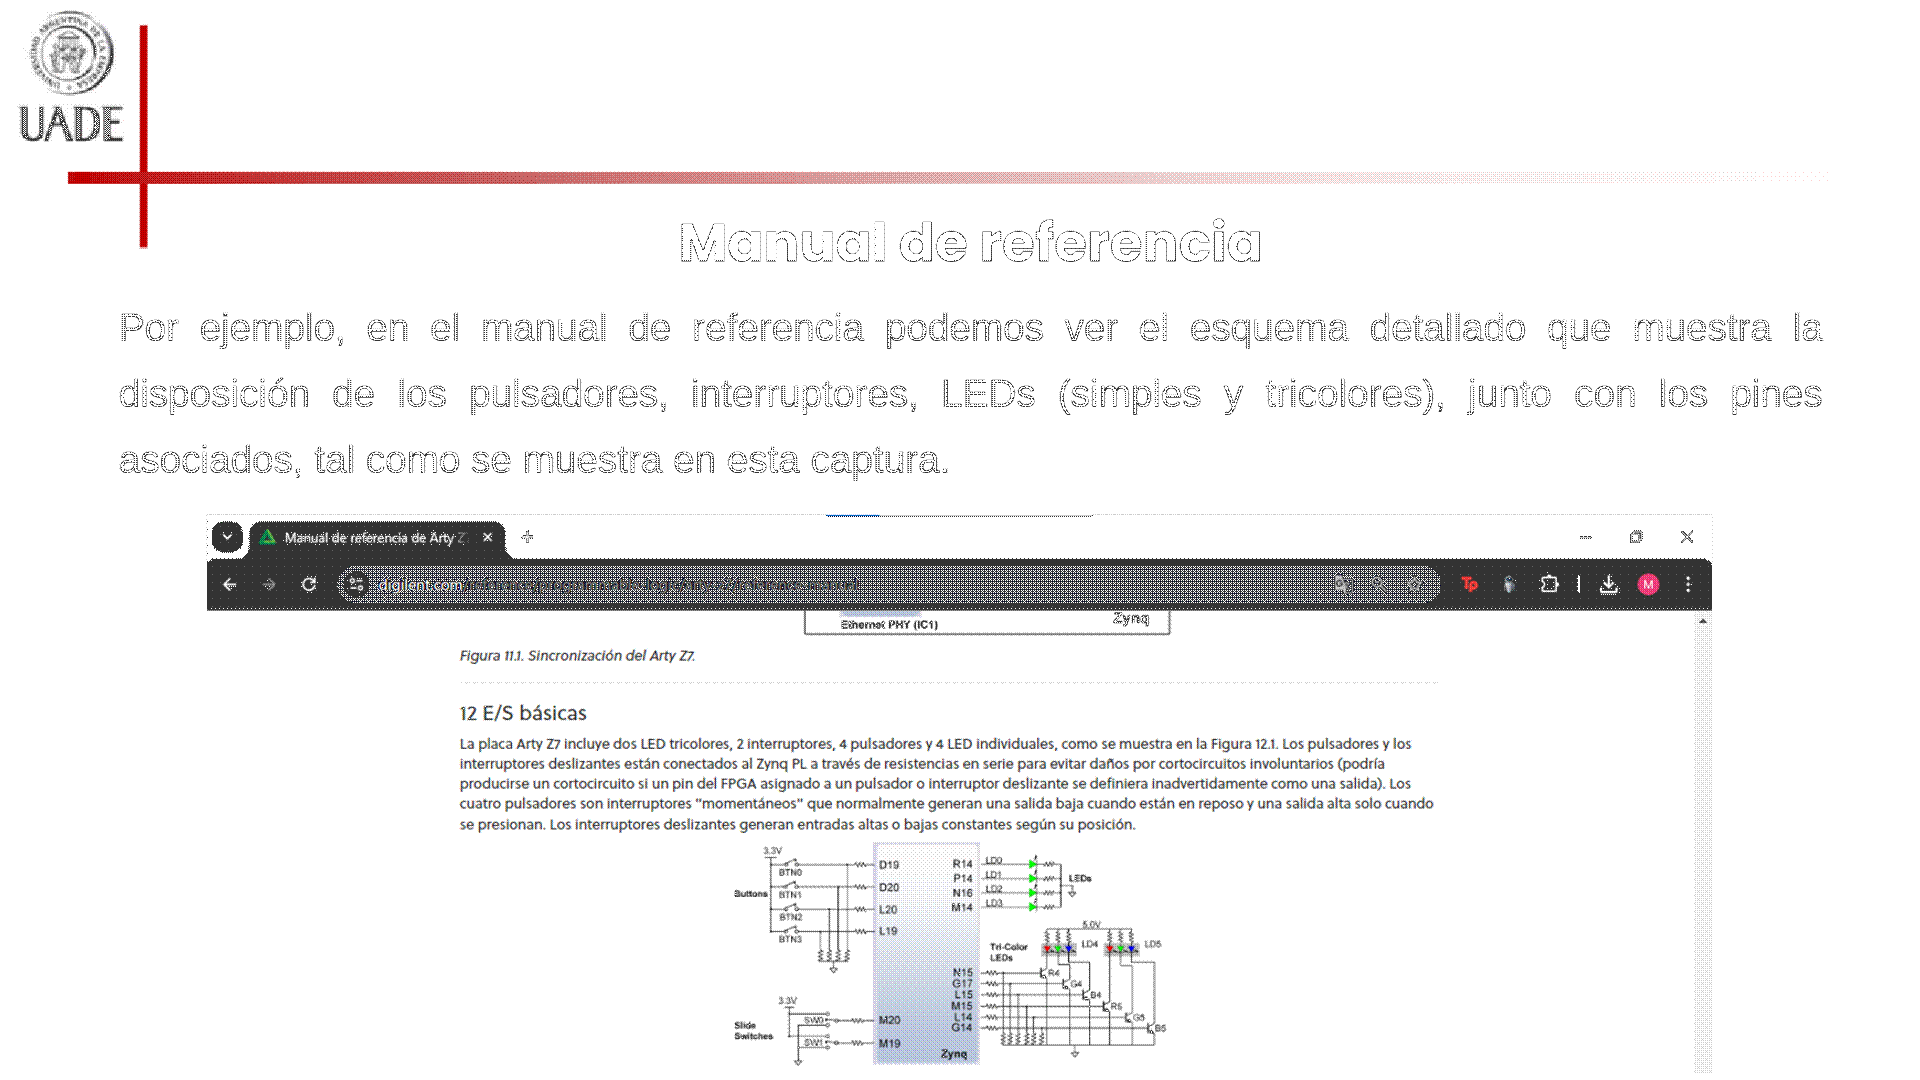 UADE
Manual de referencia
Por ejemplo, en el manual de referencia podemos ver el esquema detallado que muestra la
disposición de los pulsadores, interruptores, LEDs (simples y tricolores), junto con los pines
asociados, tal como se muestra en esta captura.
Manual de referencia de Arty Z
digilent.com
Tp
M
Ethernet PHY (IC1)
Zynq
Figura 11.1. Sincronización del Arty Z7.
12 E/S básicas
La placa Arty Z7 incluye dos LED tricolores, 2 interruptores, 4 pulsadores y 4 LED individuales, como se muestra en la Figura 12.1. Los pulsadores y los
interruptores deslizantes están conectados al Zynq PL a través de resistencias en serie para evitar daños por cortocircuitos involuntarios (podría
producirse un cortocircuito si un pin del FPGA asignado a un pulsador o interruptor deslizante se definiera inadvertidamente como una salida). Los
cuatro pulsadores son interruptores "momentáneos" que normalmente generan una salida baja cuando están en reposo y una salida alta solo cuando
se presionan. Los interruptores deslizantes generan entradas altas o bajas constantes según su posición.
3.3V
BTN0
D19
Buttons
BTN1
D20
BTN2
L20
BTN3
L19
R14 LD0
P14 LD1
N16 LD2
M14 LD3
LEDs
5.0V
Tri-Color
LEDs
LD4
LD5
N15
G17
L15
M15
L14
G14
R4
G4
B4
R5
G5
B5
3.3V
Slide
Switches
SW0
M20
SW1
M19
Zynq